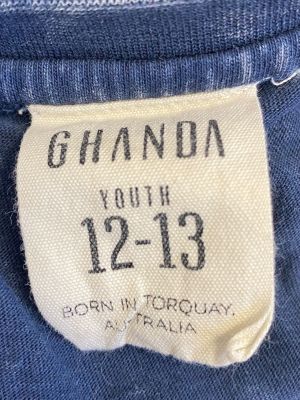 GHANDA
YOUTH
12-13
BORN IN TORQUAY,
AUSTRALIA